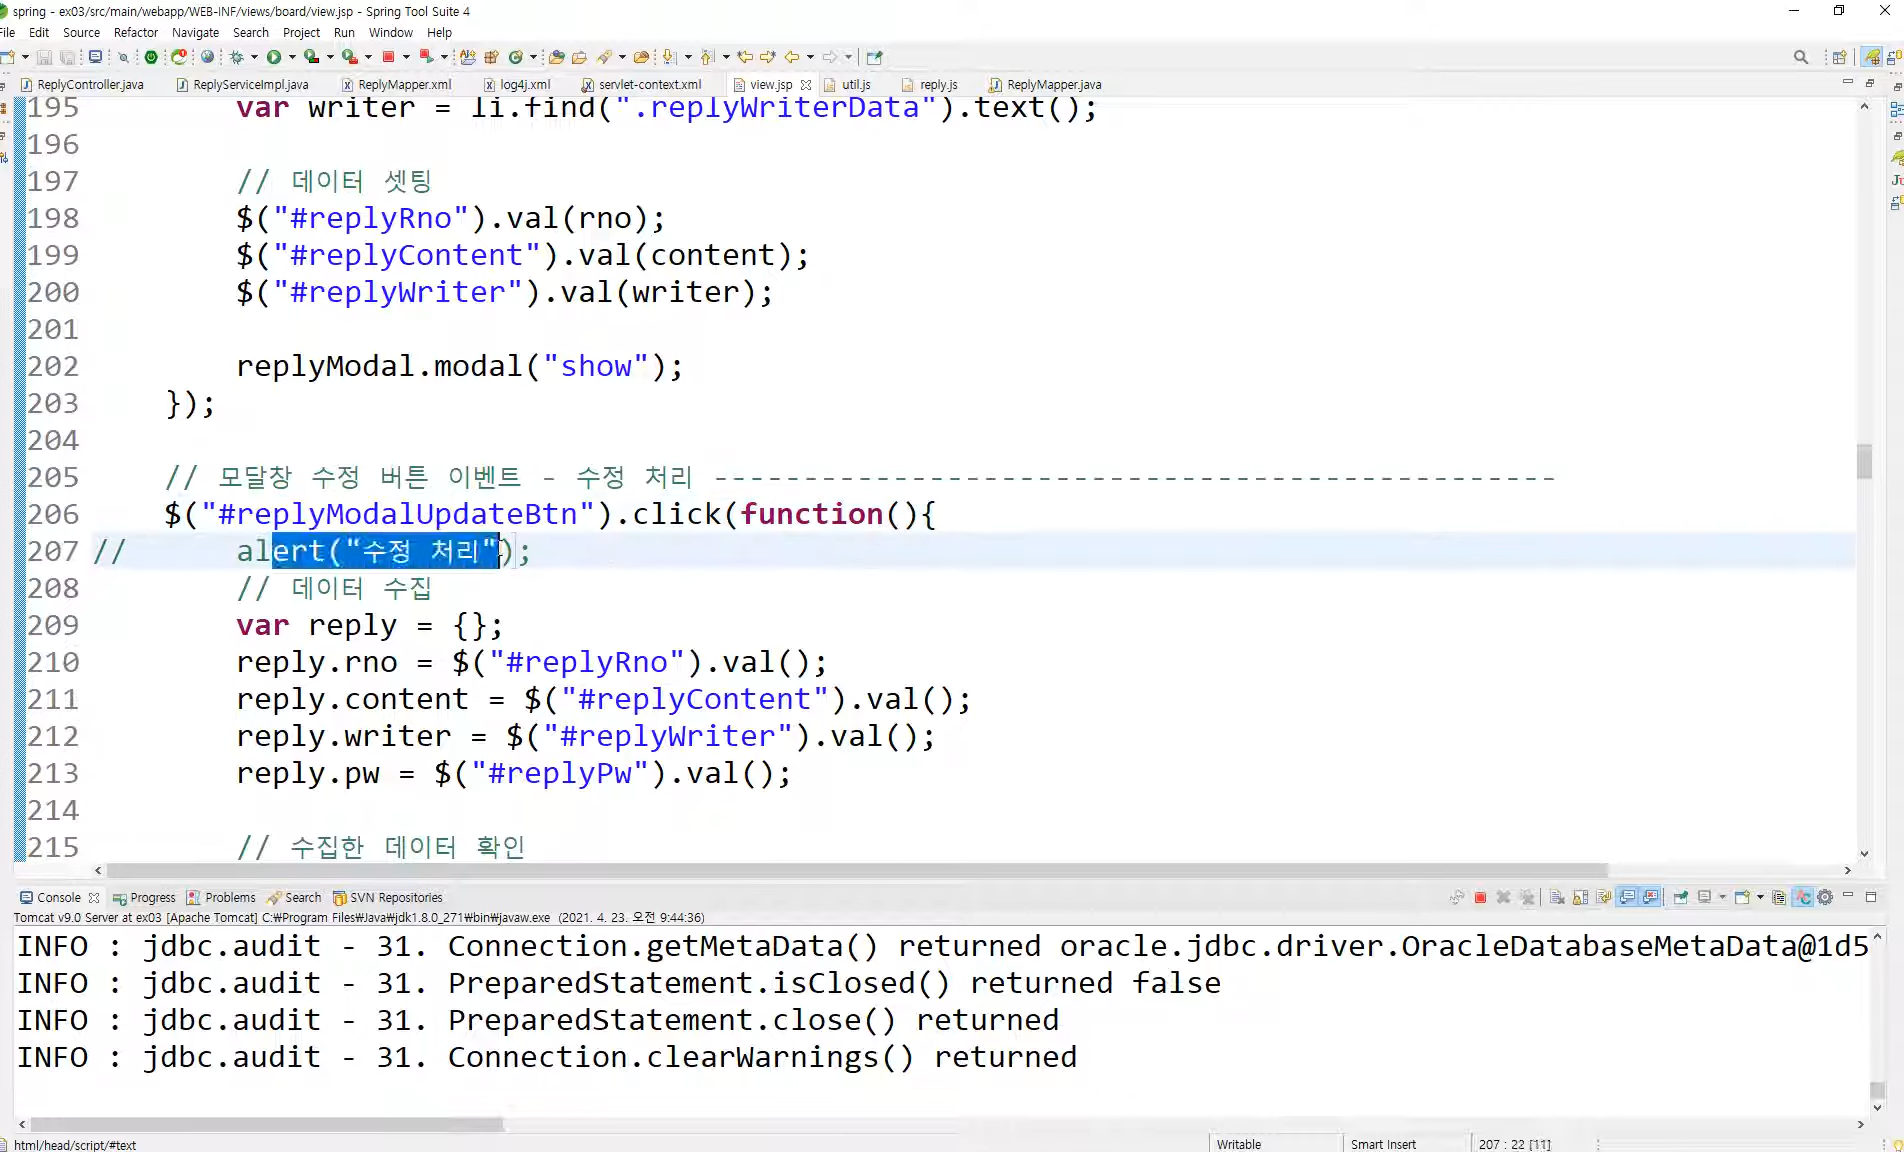 spring - ex03/src/main/webapp/WEB-INF/views/board/view.jsp - Spring Tool Suite 4
File Edit Source Refactor Navigate Search Project Run Window Help
ReplyController.java ReplyServiceImpl.java ReplyMapper.xml log4j.xml servlet-context.xml view.jsp util.js reply.js ReplyMapper.java
195 var writer = li.find(".replyWriterData").text();
196
197 // 데이터 셋팅
198 $("#replyRno").val(rno);
199 $("#replyContent").val(content);
200 $("#replyWriter").val(writer);
201
202 replyModal.modal("show");
203 });
204
205 // 모달창 수정 버튼 이벤트 - 수정 처리 -----------------------------------------------
206 $("#replyModalUpdateBtn").click(function(){
207 // alert("수정 처리");
208 // 데이터 수집
209 var reply = {};
210 reply.rno = $("#replyRno").val();
211 reply.content = $("#replyContent").val();
212 reply.writer = $("#replyWriter").val();
213 reply.pw = $("#replyPw").val();
214
215 // 수집한 데이터 확인
Console Progress Problems Search SVN Repositories
Tomcat v9.0 Server at ex03 [Apache Tomcat] C:₩Program Files₩Java₩jdk1.8.0_271₩bin₩javaw.exe (2021. 4. 23. 오전 9:44:36)
INFO : jdbc.audit - 31. Connection.getMetaData() returned oracle.jdbc.driver.OracleDatabaseMetaData@1d5
INFO : jdbc.audit - 31. PreparedStatement.isClosed() returned false
INFO : jdbc.audit - 31. PreparedStatement.close() returned
INFO : jdbc.audit - 31. Connection.clearWarnings() returned
html/head/script/#text Writable Smart Insert 207 : 22 [11]